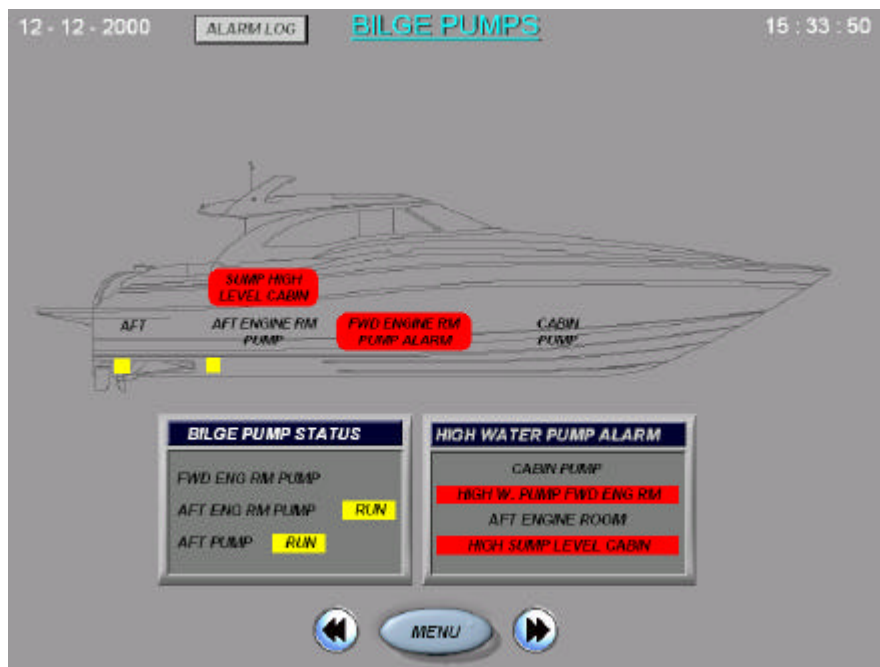 12 - 12 - 2000
ALARM LOG
BILGE PUMPS
15 : 33 : 50
SUMP HIGH
LEVEL CABIN
AFT
AFT ENGINE RM
PUMP
FWD ENGINE RM
PUMP ALARM
CABIN
PUMP
BILGE PUMP STATUS
FWD ENG RM PUMP
AFT ENG RM PUMP RUN
AFT PUMP RUN
HIGH WATER PUMP ALARM
CABIN PUMP
HIGH W. PUMP FWD ENG RM
AFT ENGINE ROOM
HIGH SUMP LEVEL CABIN
MENU